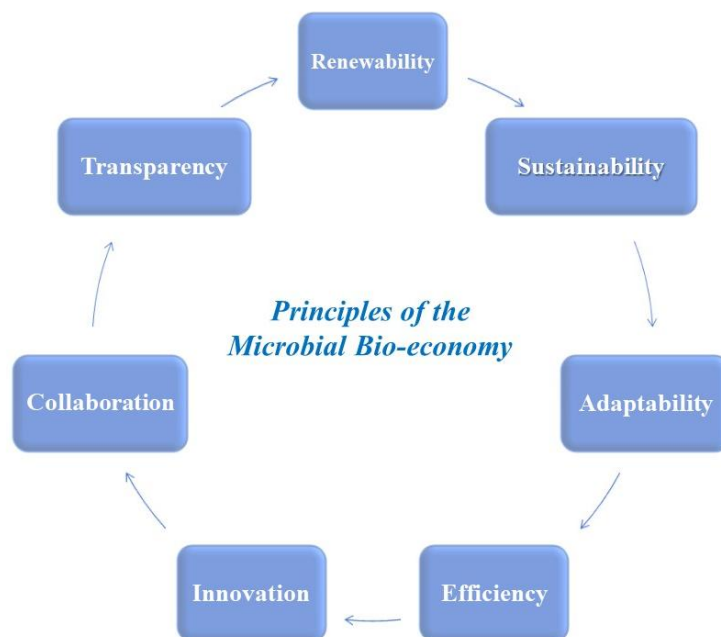 Renewability
Sustainability
Adaptability
Efficiency
Innovation
Collaboration
Transparency
Principles of the
Microbial Bio-economy